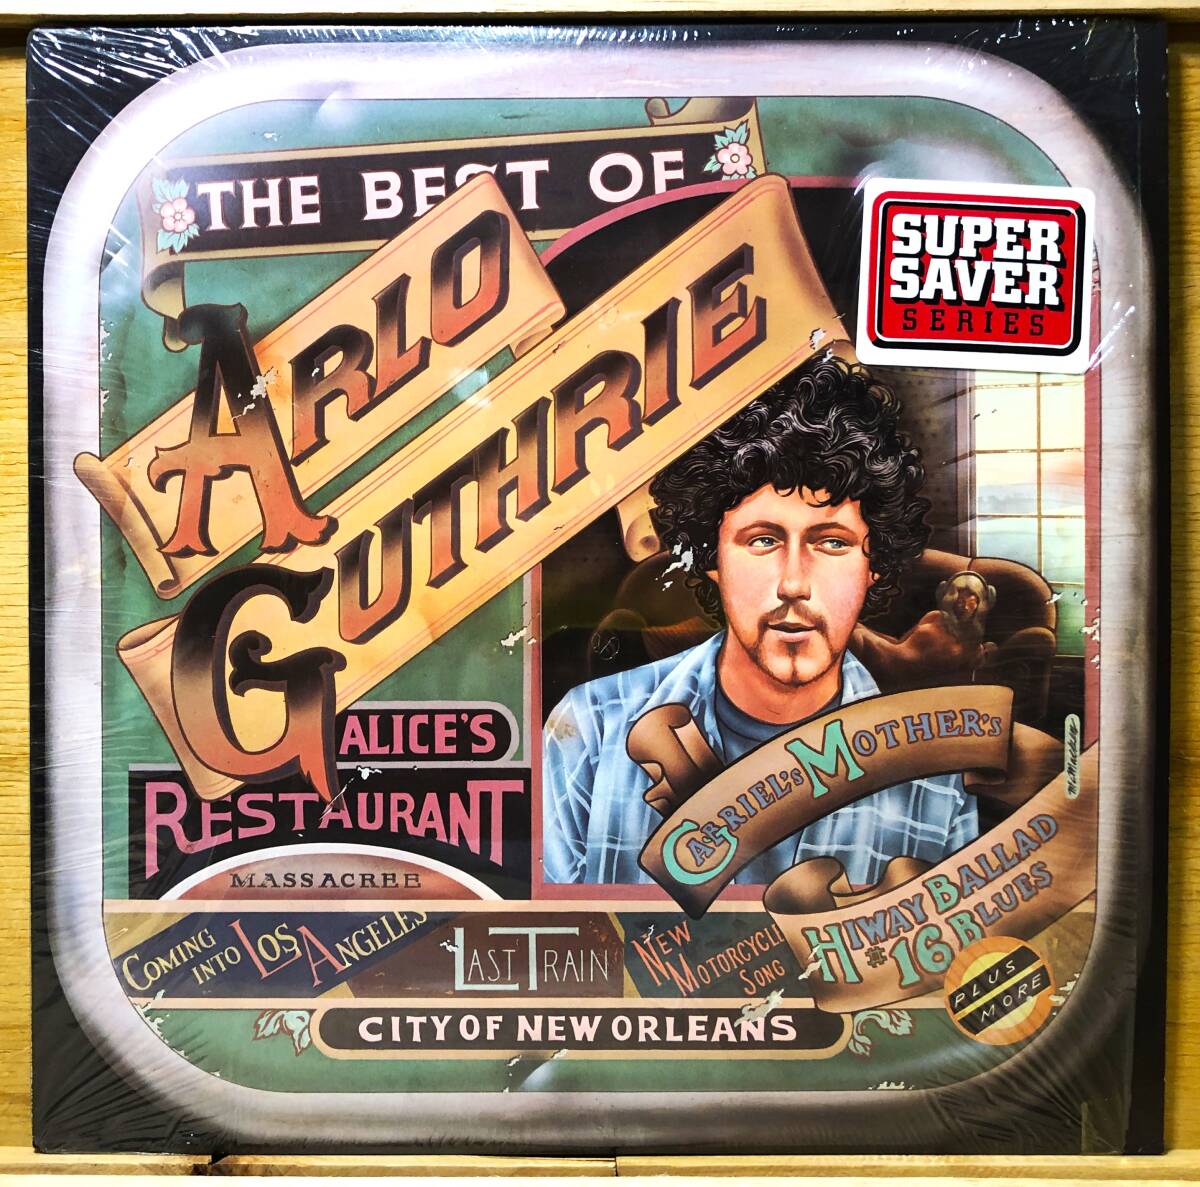 THE BEST OF
ARLO
GUTHRIE
SUPER
SAVER
SERIES
ALICE'S
RESTAURANT
MASSACREE
GABRIEL'S MOTHER'S
HIWAY BALLAD
#16 BLUES
COMING
INTO LOS ANGELES
LAST TRAIN
NEW
MOTORCYCLE
SONG
PLUS
MORE
CITY OF NEW ORLEANS